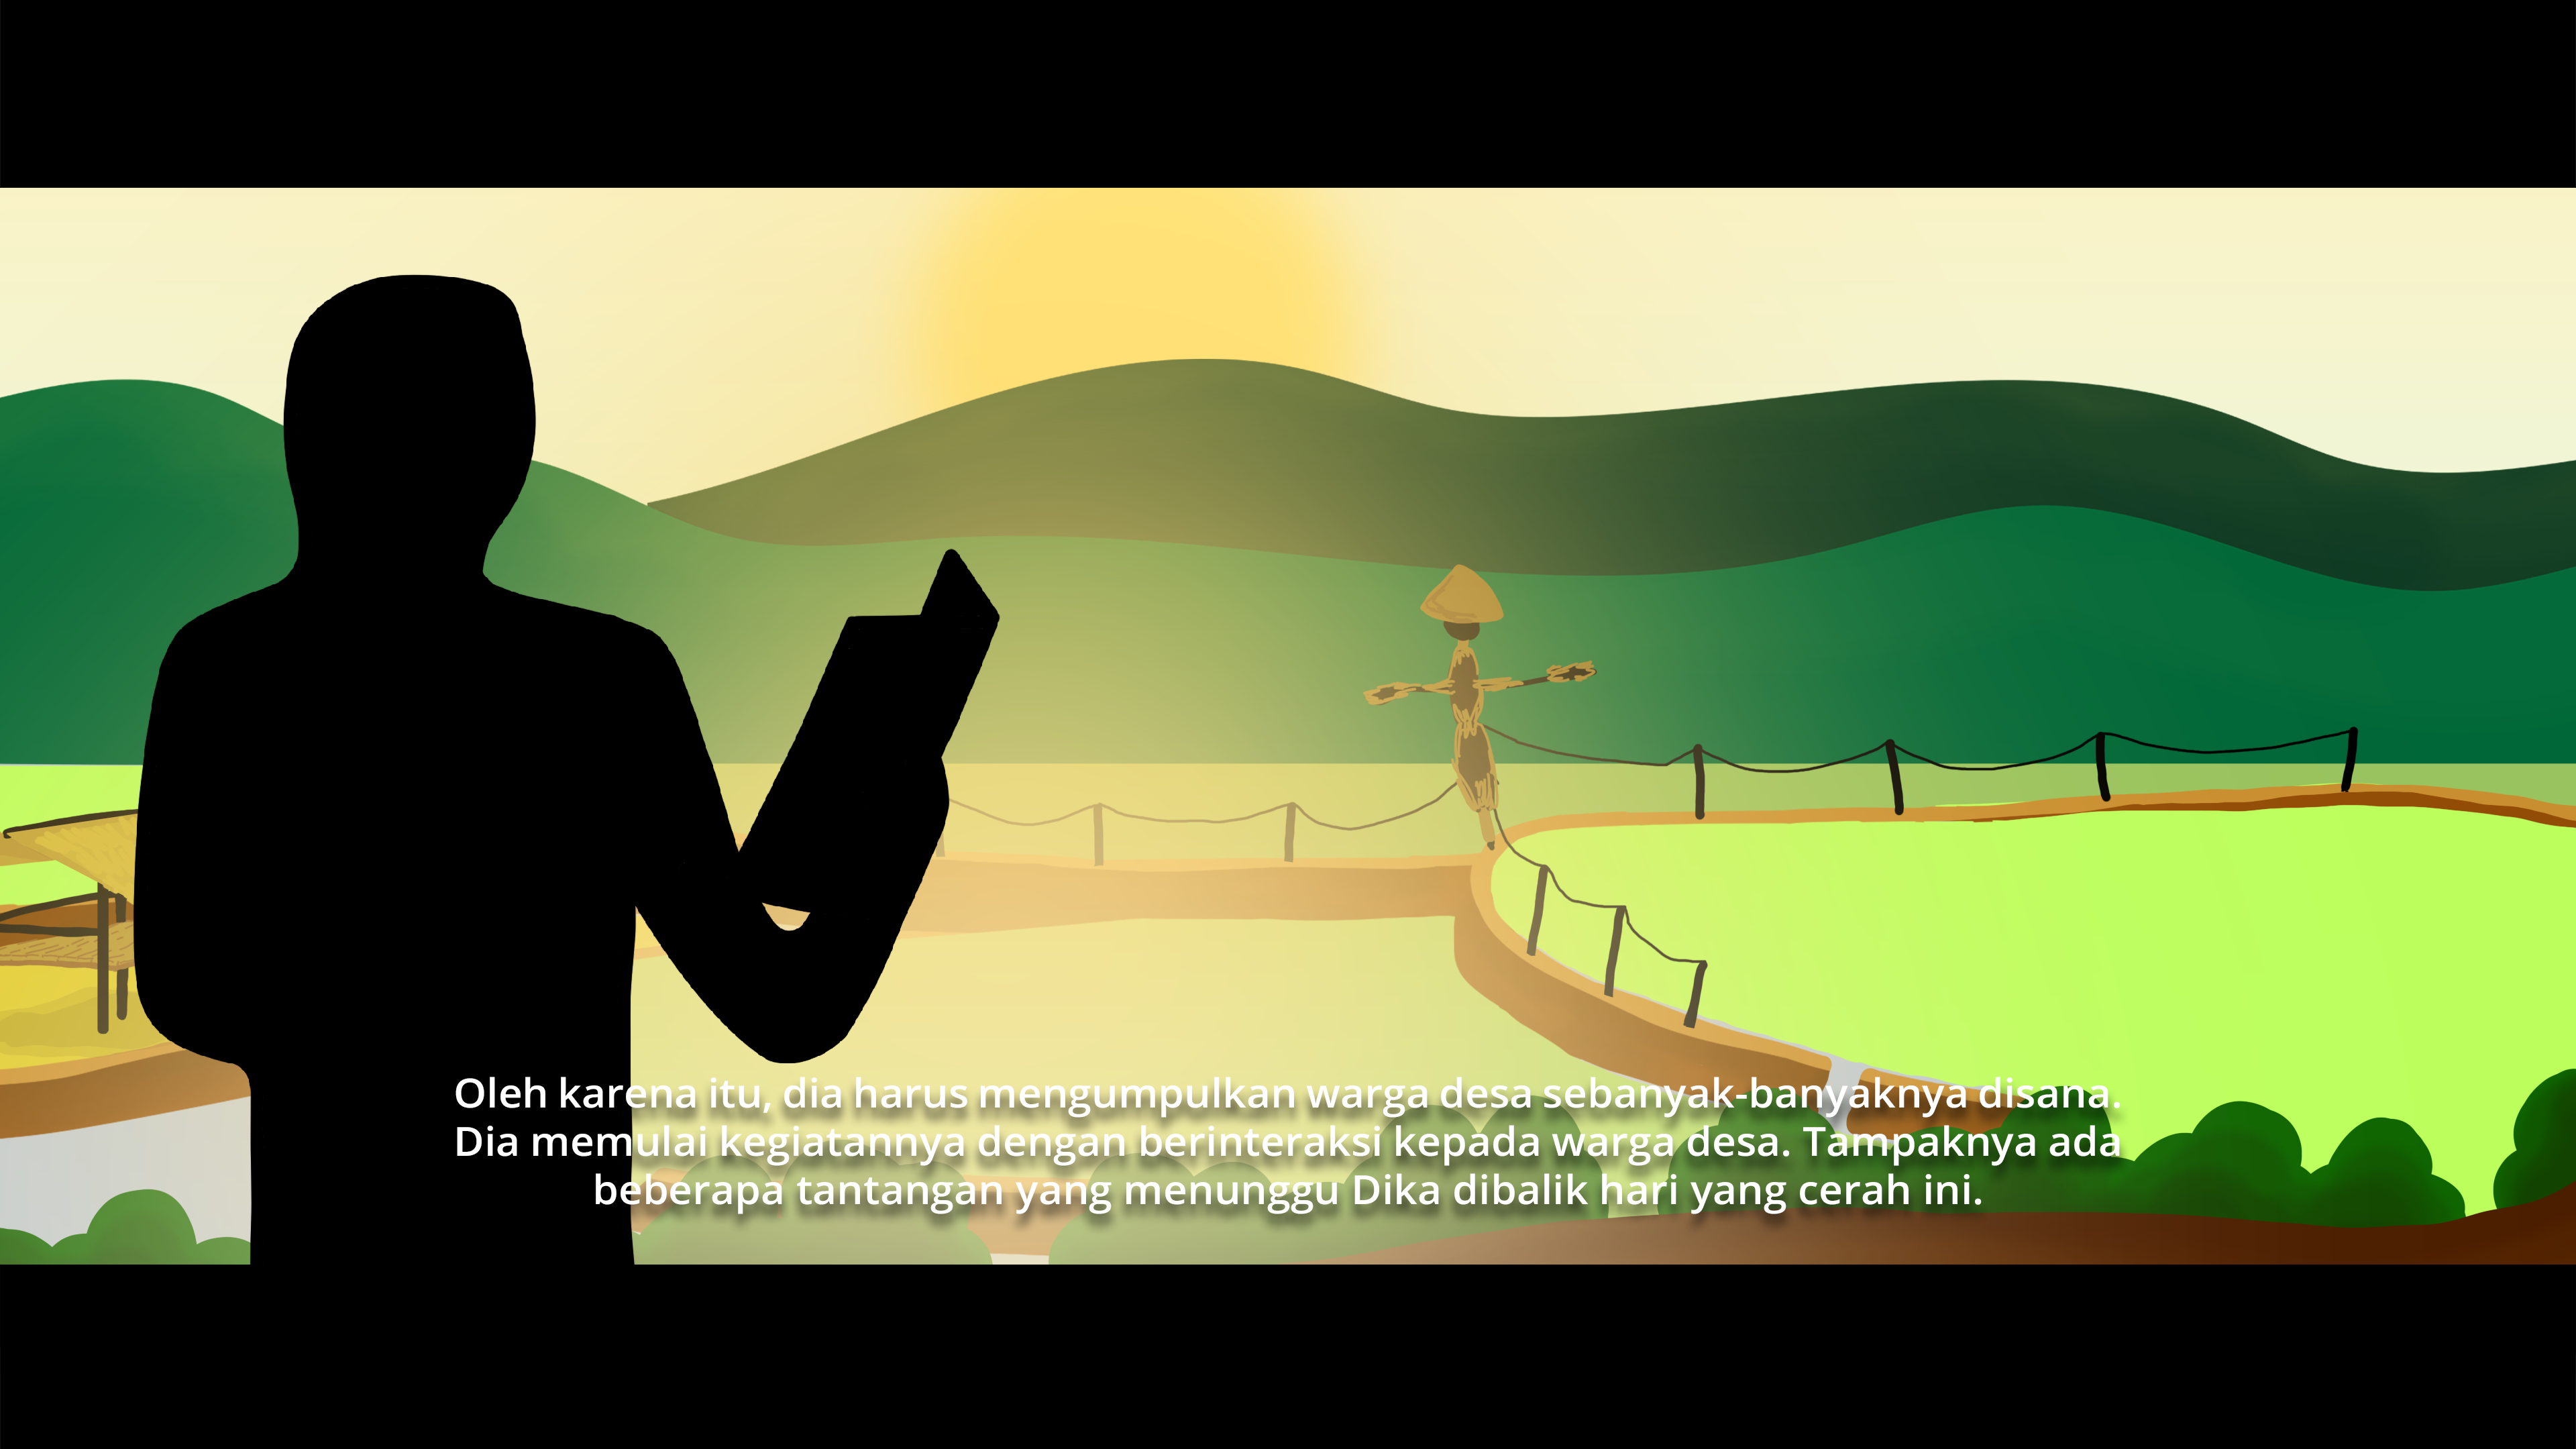 Oleh karena itu, dia harus mengumpulkan warga desa sebanyak-banyaknya disana.
Dia memulai kegiatannya dengan berinteraksi kepada warga desa. Tampaknya ada
beberapa tantangan yang menunggu Dika dibalik hari yang cerah ini.